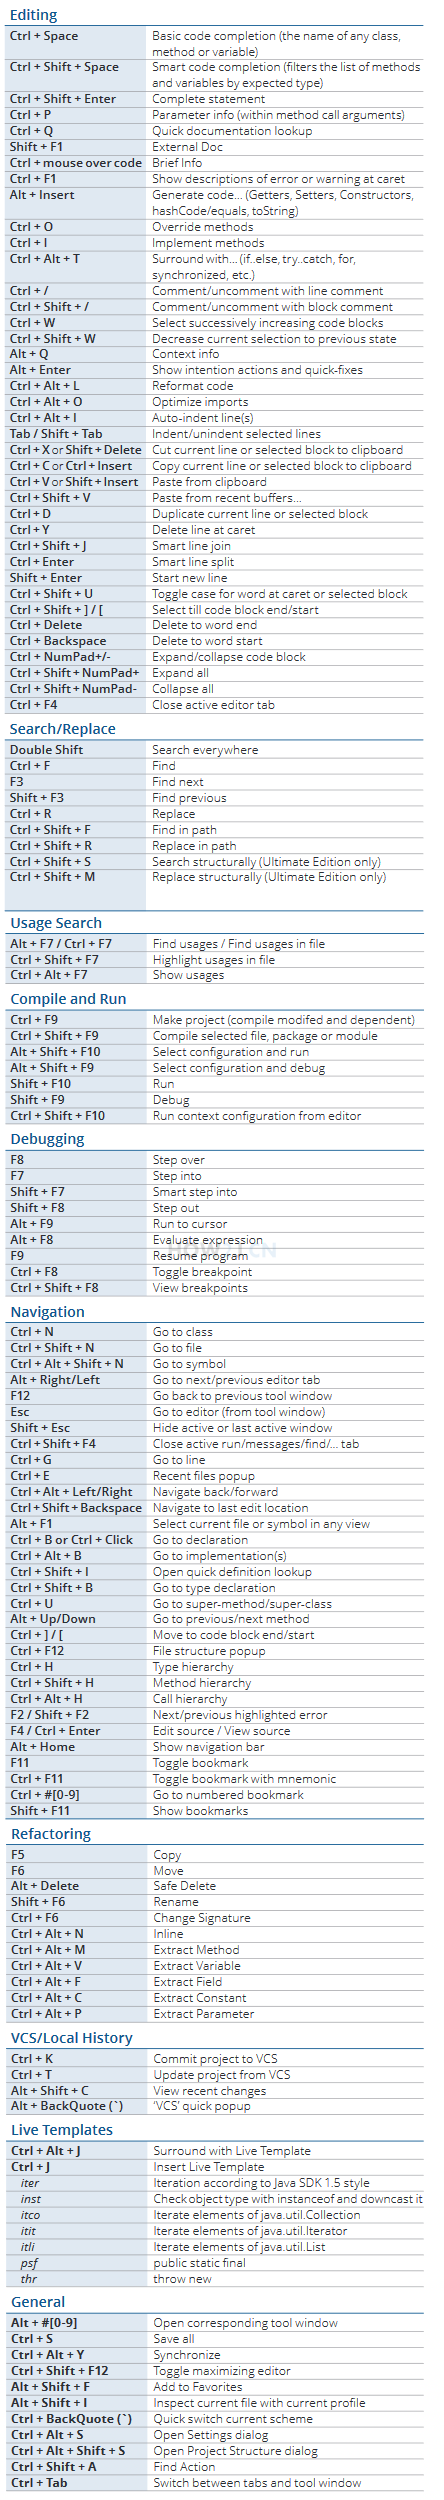 Editing
Ctrl + Space Basic code completion (the name of any class,
method or variable)
Ctrl + Shift + Space Smart code completion (filters the list of methods
and variables by expected type)
Ctrl + Shift + Enter Complete statement
Ctrl + P Parameter info (within method call arguments)
Ctrl + Q Quick documentation lookup
Shift + F1 External Doc
Ctrl + mouse over code Brief Info
Ctrl + F1 Show descriptions of error or warning at caret
Alt + Insert Generate code... (Getters, Setters, Constructors,
hashCode/equals, toString)
Ctrl + O Override methods
Ctrl + I Implement methods
Ctrl + Alt + T Surround with... (if..else, try..catch, for,
synchronized, etc.)
Ctrl + / Comment/uncomment with line comment
Ctrl + Shift + / Comment/uncomment with block comment
Ctrl + W Select successively increasing code blocks
Ctrl + Shift + W Decrease current selection to previous state
Alt + Q Context info
Alt + Enter Show intention actions and quick-fixes
Ctrl + Alt + L Reformat code
Ctrl + Alt + O Optimize imports
Ctrl + Alt + I Auto-indent line(s)
Tab / Shift + Tab Indent/unindent selected lines
Ctrl + X or Shift + Delete Cut current line or selected block to clipboard
Ctrl + C or Ctrl + Insert Copy current line or selected block to clipboard
Ctrl + V or Shift + Insert Paste from clipboard
Ctrl + Shift + V Paste from recent buffers...
Ctrl + D Duplicate current line or selected block
Ctrl + Y Delete line at caret
Ctrl + Shift + J Smart line join
Ctrl + Enter Smart line split
Shift + Enter Start new line
Ctrl + Shift + U Toggle case for word at caret or selected block
Ctrl + Shift + ] / [ Select till code block end/start
Ctrl + Delete Delete to word end
Ctrl + Backspace Delete to word start
Ctrl + NumPad+/- Expand/collapse code block
Ctrl + Shift + NumPad+ Expand all
Ctrl + Shift + NumPad- Collapse all
Ctrl + F4 Close active editor tab
Search/Replace
Double Shift Search everywhere
Ctrl + F Find
F3 Find next
Shift + F3 Find previous
Ctrl + R Replace
Ctrl + Shift + F Find in path
Ctrl + Shift + R Replace in path
Ctrl + Shift + S Search structurally (Ultimate Edition only)
Ctrl + Shift + M Replace structurally (Ultimate Edition only)
Usage Search
Alt + F7 / Ctrl + F7 Find usages / Find usages in file
Ctrl + Shift + F7 Highlight usages in file
Ctrl + Alt + F7 Show usages
Compile and Run
Ctrl + F9 Make project (compile modifed and dependent)
Ctrl + Shift + F9 Compile selected file, package or module
Alt + Shift + F10 Select configuration and run
Alt + Shift + F9 Select configuration and debug
Shift + F10 Run
Shift + F9 Debug
Ctrl + Shift + F10 Run context configuration from editor
Debugging
F8 Step over
F7 Step into
Shift + F7 Smart step into
Shift + F8 Step out
Alt + F9 Run to cursor
Alt + F8 Evaluate expression
F9 Resume program
Ctrl + F8 Toggle breakpoint
Ctrl + Shift + F8 View breakpoints
Navigation
Ctrl + N Go to class
Ctrl + Shift + N Go to file
Ctrl + Alt + Shift + N Go to symbol
Alt + Right/Left Go to next/previous editor tab
F12 Go back to previous tool window
Esc Go to editor (from tool window)
Shift + Esc Hide active or last active window
Ctrl + Shift + F4 Close active run/messages/find/... tab
Ctrl + G Go to line
Ctrl + E Recent files popup
Ctrl + Alt + Left/Right Navigate back/forward
Ctrl + Shift + Backspace Navigate to last edit location
Alt + F1 Select current file or symbol in any view
Ctrl + B or Ctrl + Click Go to declaration
Ctrl + Alt + B Go to implementation(s)
Ctrl + Shift + I Open quick definition lookup
Ctrl + Shift + B Go to type declaration
Ctrl + U Go to super-method/super-class
Alt + Up/Down Go to previous/next method
Ctrl + ] / [ Move to code block end/start
Ctrl + F12 File structure popup
Ctrl + H Type hierarchy
Ctrl + Shift + H Method hierarchy
Ctrl + Alt + H Call hierarchy
F2 / Shift + F2 Next/previous highlighted error
F4 / Ctrl + Enter Edit source / View source
Alt + Home Show navigation bar
F11 Toggle bookmark
Ctrl + F11 Toggle bookmark with mnemonic
Ctrl + #[0-9] Go to numbered bookmark
Shift + F11 Show bookmarks
Refactoring
F5 Copy
F6 Move
Alt + Delete Safe Delete
Shift + F6 Rename
Ctrl + F6 Change Signature
Ctrl + Alt + N Inline
Ctrl + Alt + M Extract Method
Ctrl + Alt + V Extract Variable
Ctrl + Alt + F Extract Field
Ctrl + Alt + C Extract Constant
Ctrl + Alt + P Extract Parameter
VCS/Local History
Ctrl + K Commit project to VCS
Ctrl + T Update project from VCS
Alt + Shift + C View recent changes
Alt + BackQuote (`) ‘VCS’ quick popup
Live Templates
Ctrl + Alt + J Surround with Live Template
Ctrl + J Insert Live Template
iter Iteration according to Java SDK 1.5 style
inst Check object type with instanceof and downcast it
itco Iterate elements of java.util.Collection
itit Iterate elements of java.util.Iterator
itli Iterate elements of java.util.List
psf public static final
thr throw new
General
Alt + #[0-9] Open corresponding tool window
Ctrl + S Save all
Ctrl + Alt + Y Synchronize
Ctrl + Shift + F12 Toggle maximizing editor
Alt + Shift + F Add to Favorites
Alt + Shift + I Inspect current file with current profile
Ctrl + BackQuote (`) Quick switch current scheme
Ctrl + Alt + S Open Settings dialog
Ctrl + Alt + Shift + S Open Project Structure dialog
Ctrl + Shift + A Find Action
Ctrl + Tab Switch between tabs and tool window